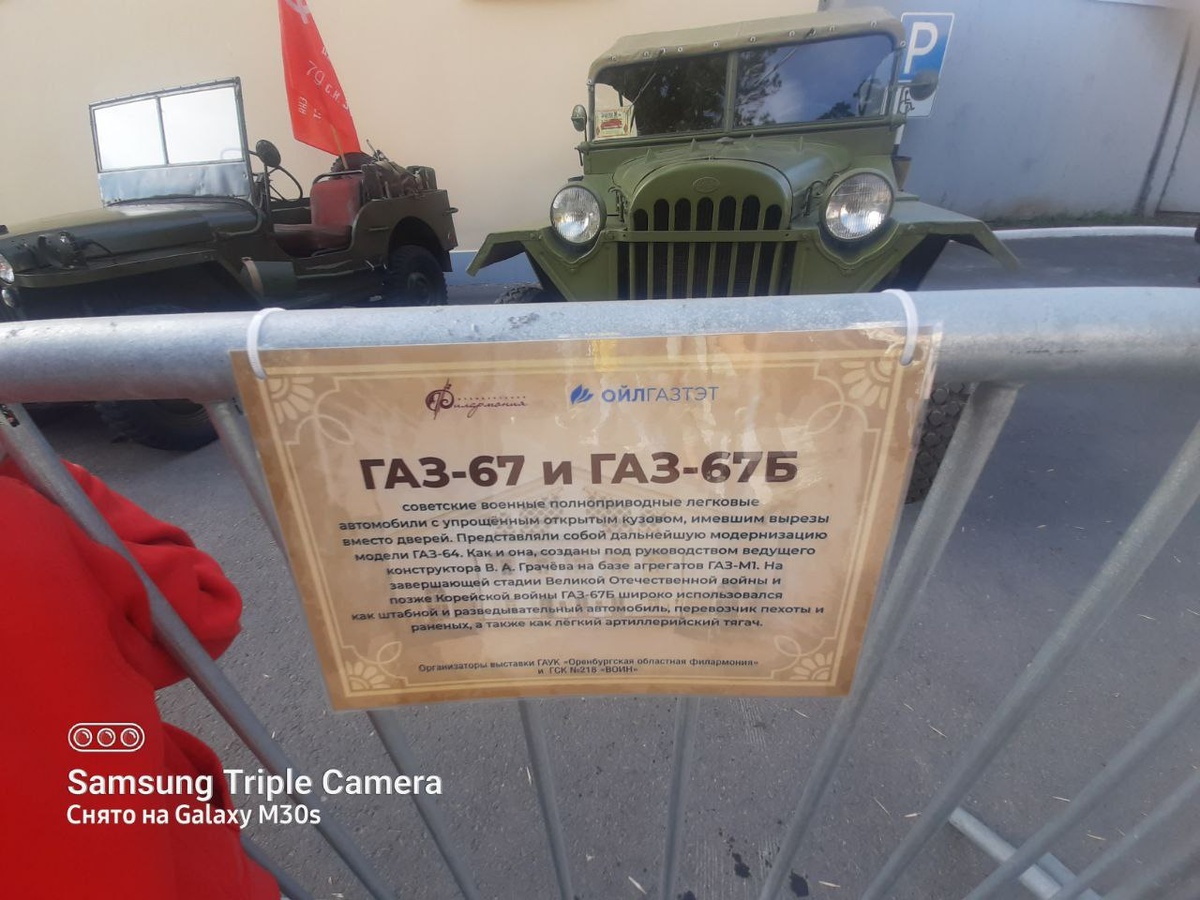 79 С.К.
P
Филармония
ОЙЛГАЗТЭТ
ГАЗ-67 и ГАЗ-67Б
советские военные полноприводные легковые
автомобили с упрощенным открытым кузовом, имевшим вырезы
вместо дверей. Представляли собой дальнейшую модернизацию
модели ГАЗ-64. Как и она, созданы под руководством ведущего
конструктора В. А. Грачёва на базе агрегатов ГАЗ-М1. На
завершающей стадии Великой Отечественной войны и
позже Корейской войны ГАЗ-67Б широко использовался
как штабной и разведывательный автомобиль, перевозчик пехоты и
раненых, а также как лёгкий артиллерийский тягач.
Организаторы выставки ГАУК «Оренбургская областная филармония»
и ГСК №218 «ВОИН»
Samsung Triple Camera
Снято на Galaxy M30s